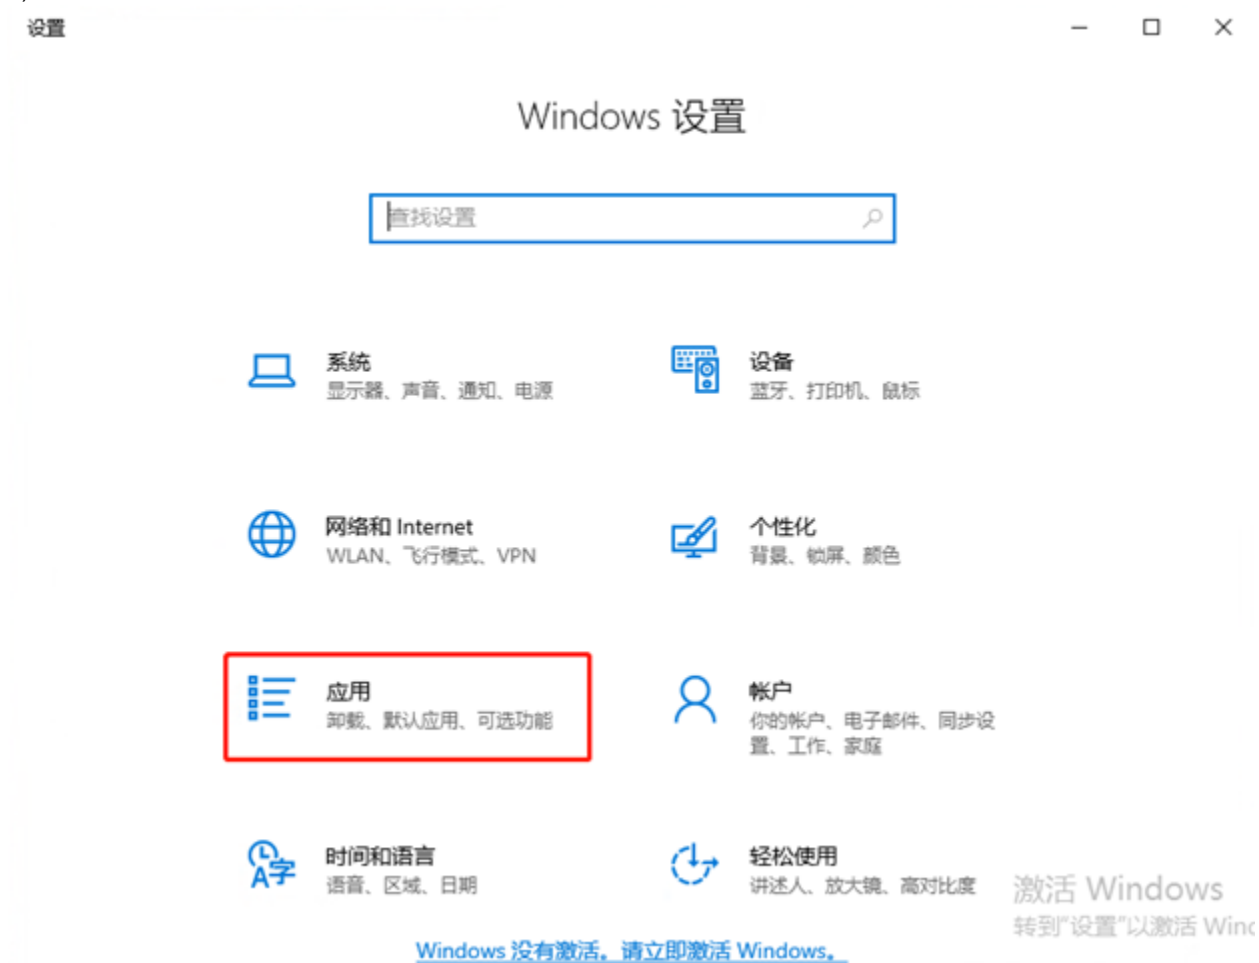 设置
Windows 设置
查找设置
系统
显示器、声音、通知、电源
设备
蓝牙、打印机、鼠标
网络和 Internet
WLAN、飞行模式、VPN
个性化
背景、锁屏、颜色
应用
卸载、默认应用、可选功能
帐户
你的帐户、电子邮件、同步设
置、工作、家庭
时间和语言
语音、区域、日期
轻松使用
讲述人、放大镜、高对比度
激活 Windows
转到"设置"以激活 Winc
Windows 没有激活。请立即激活 Windows。